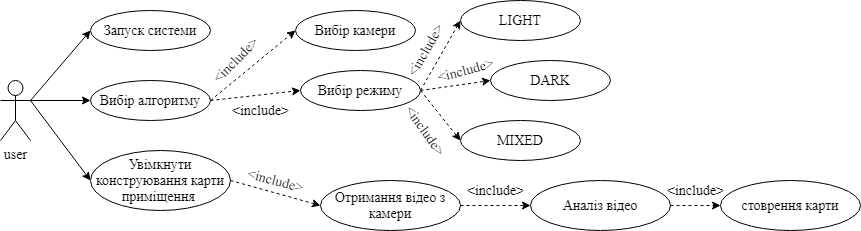 Запуск системи
Вибір камери
LIGHT
<include>
<include>
<include>
DARK
Вибір алгоритму
<include>
Вибір режиму
<include>
MIXED
user
Увімкнути
конструювання карти
приміщення
<include>
Отримання відео з
камери
<include>
Аналіз відео
<include>
стоврення карти